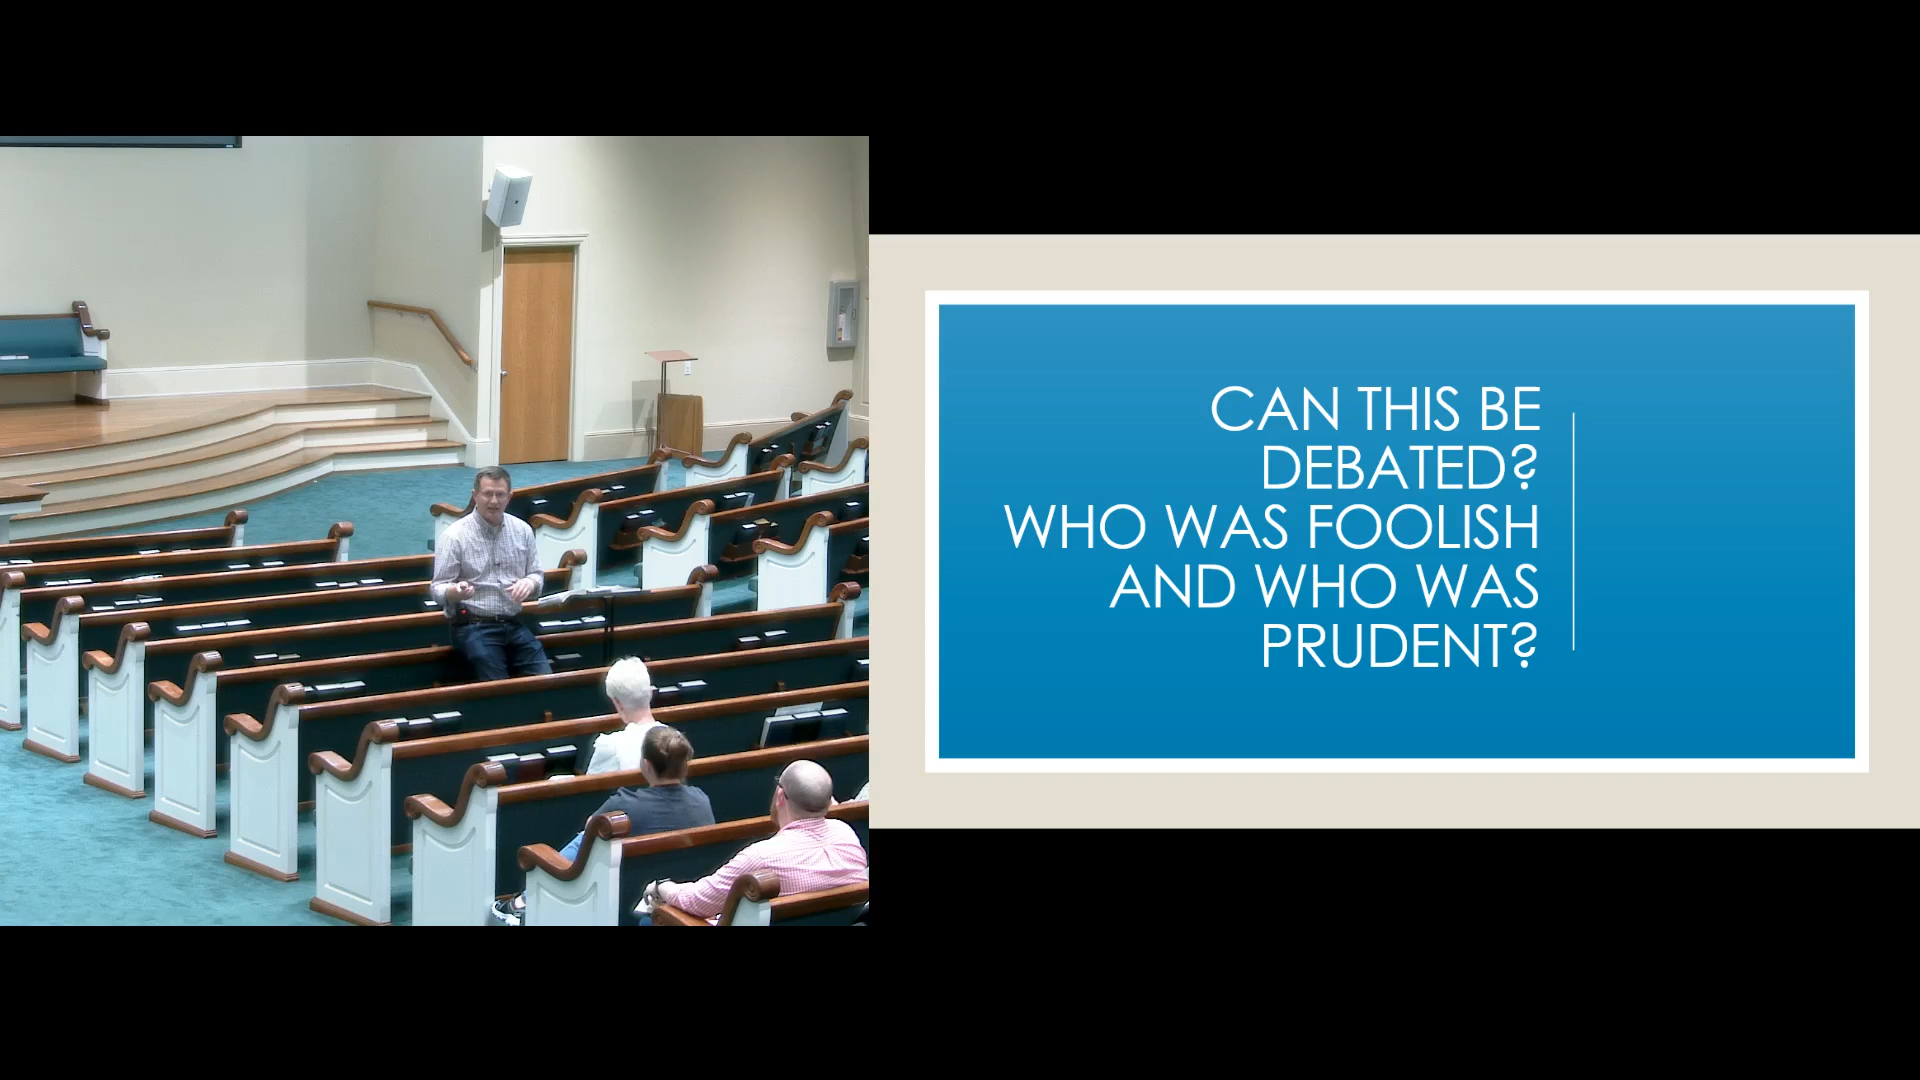 CAN THIS BE
DEBATED?
WHO WAS FOOLISH
AND WHO WAS
PRUDENT?